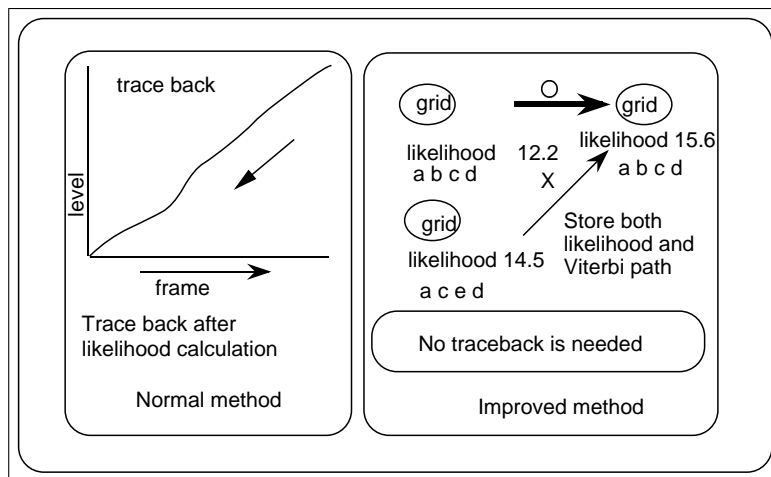 trace back
level
frame
Trace back after
likelihood calculation
Normal method
grid
O
grid
likelihood 12.2
likelihood 15.6
a b c d
X
a b c d
grid
likelihood 14.5
a c e d
Store both
likelihood and
Viterbi path
No traceback is needed
Improved method